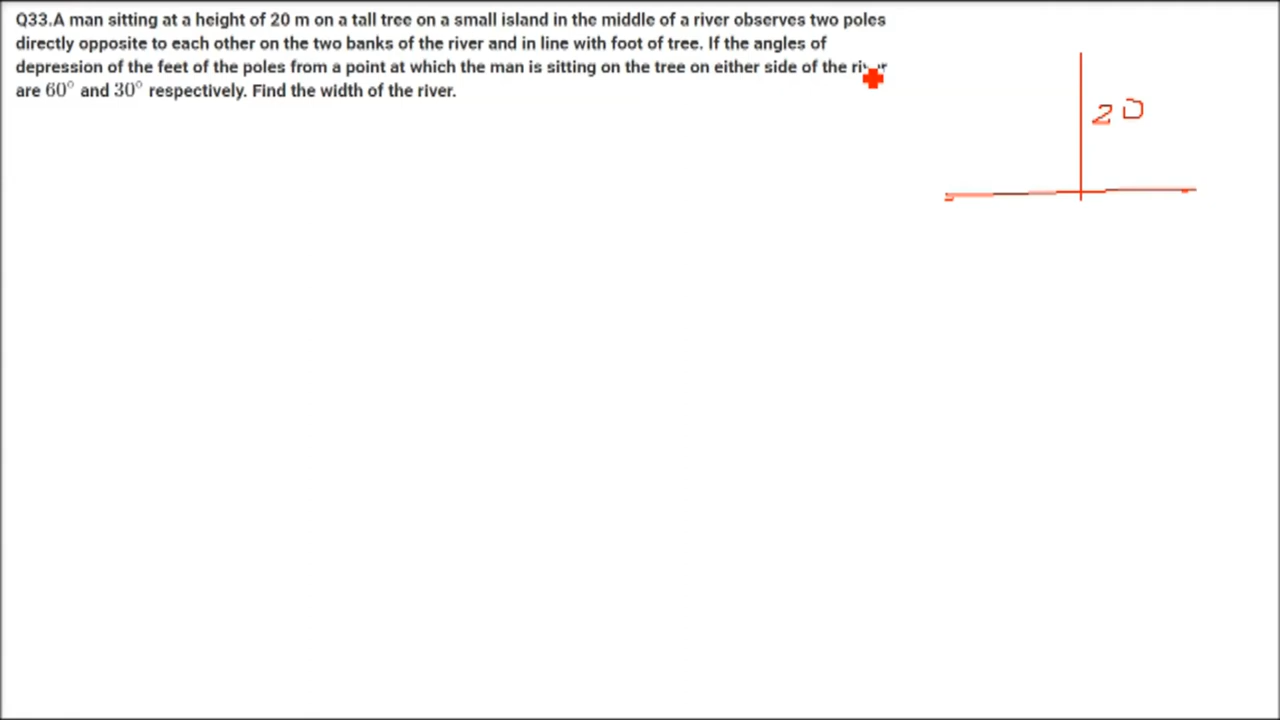 Q33.A man sitting at a height of 20 m on a tall tree on a small island in the middle of a river observes two poles
directly opposite to each other on the two banks of the river and in line with foot of tree. If the angles of
depression of the feet of the poles from a point at which the man is sitting on the tree on either side of the river
are 60° and 30° respectively. Find the width of the river.
20